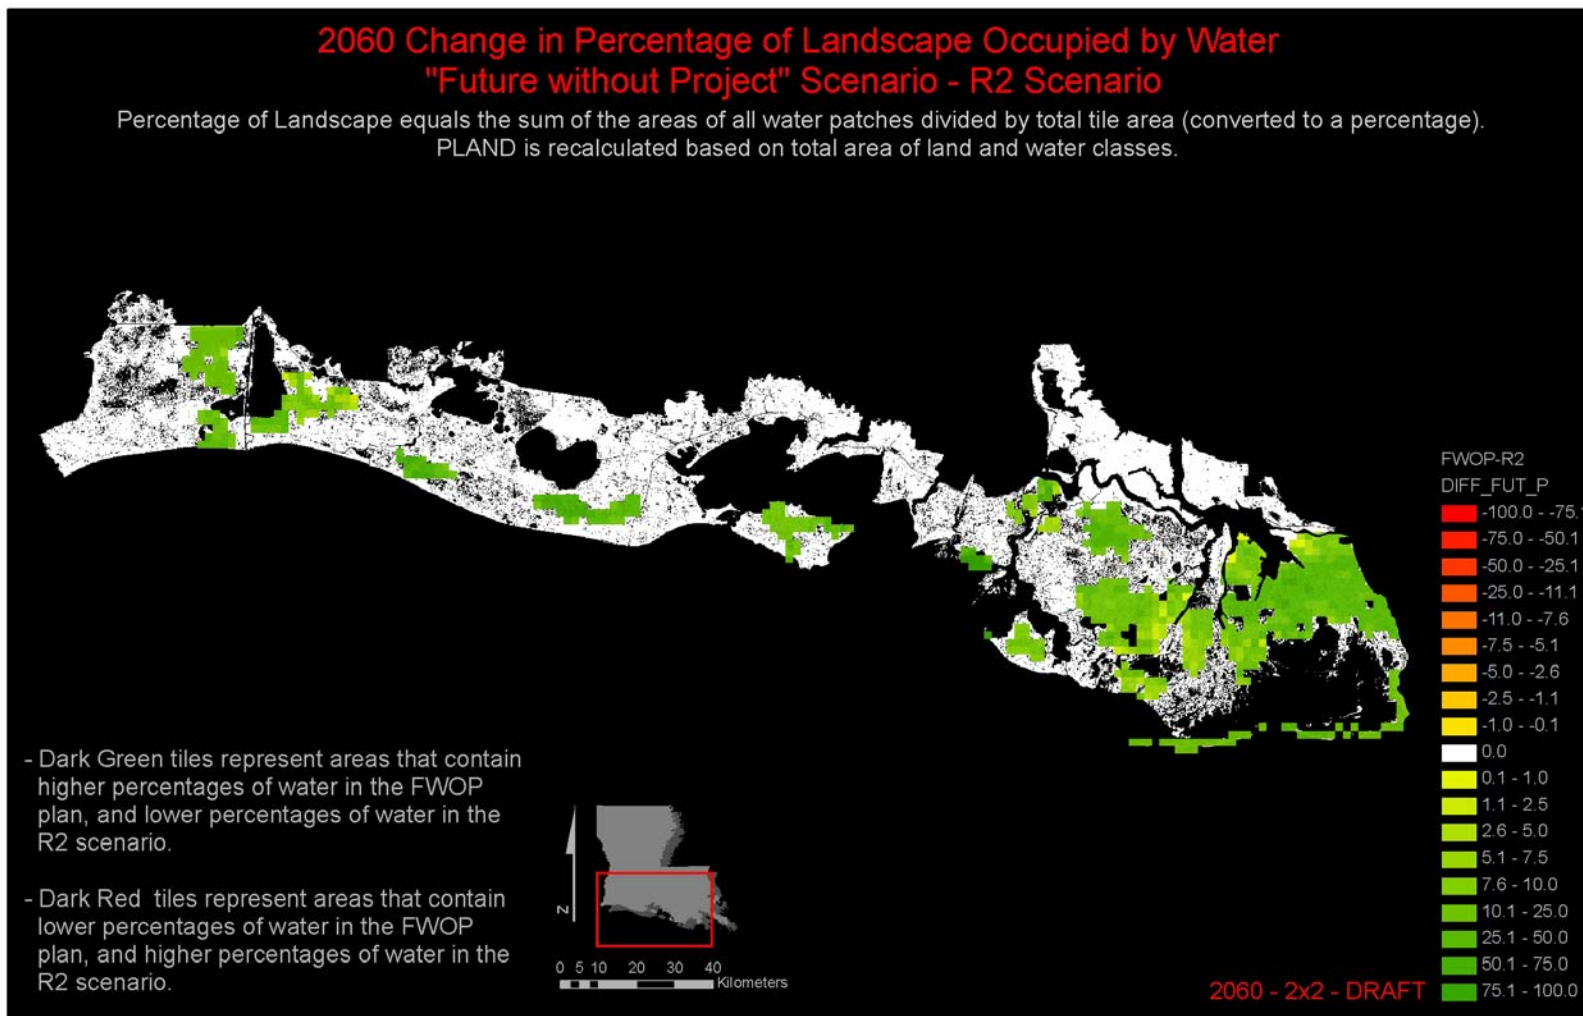 2060 Change in Percentage of Landscape Occupied by Water
"Future without Project" Scenario - R2 Scenario
Percentage of Landscape equals the sum of the areas of all water patches divided by total tile area (converted to a percentage).
PLAND is recalculated based on total area of land and water classes.
FWOP-R2
DIFF_FUT_P
-100.0 - -75.1
-75.0 - -50.1
-50.0 - -25.1
-25.0 - -11.1
-11.0 - -7.6
-7.5 - -5.1
-5.0 - -2.6
-2.5 - -1.1
-1.0 - -0.1
0.0
0.1 - 1.0
1.1 - 2.5
2.6 - 5.0
5.1 - 7.5
7.6 - 10.0
10.1 - 25.0
25.1 - 50.0
50.1 - 75.0
75.1 - 100.0
- Dark Green tiles represent areas that contain
higher percentages of water in the FWOP
plan, and lower percentages of water in the
R2 scenario.
- Dark Red tiles represent areas that contain
lower percentages of water in the FWOP
plan, and higher percentages of water in the
R2 scenario.
N
0 5 10 20 30 40
Kilometers
2060 - 2x2 - DRAFT